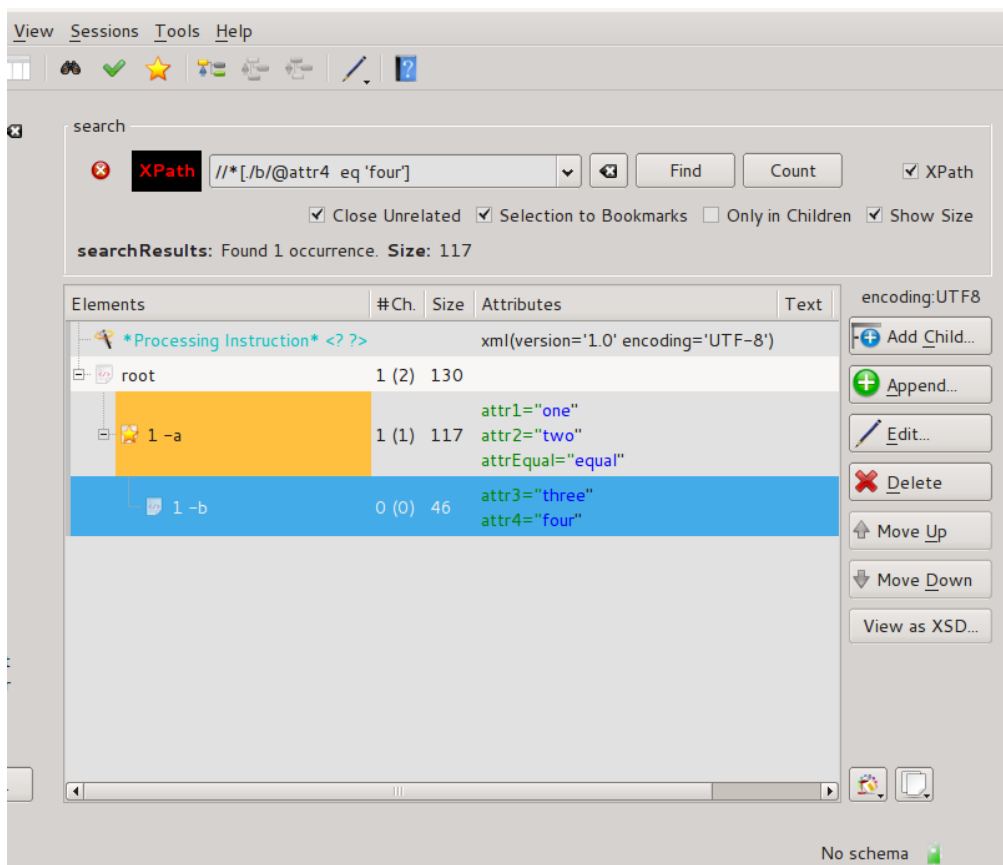 View Sessions Tools Help
search
XPath //*[./b/@attr4 eq 'four'] Find Count XPath
Close Unrelated Selection to Bookmarks Only in Children Show Size
searchResults: Found 1 occurrence. Size: 117
Elements #Ch. Size Attributes Text
encoding:UTF8
*Processing Instruction* <? ?> xml(version='1.0' encoding='UTF-8')
Add Child...
root 1 (2) 130
Append...
attr1="one"
1 -a 1 (1) 117 attr2="two"
attrEqual="equal"
Edit...
Delete
attr3="three"
1 -b 0 (0) 46
attr4="four"
Move Up
Move Down
View as XSD...
No schema